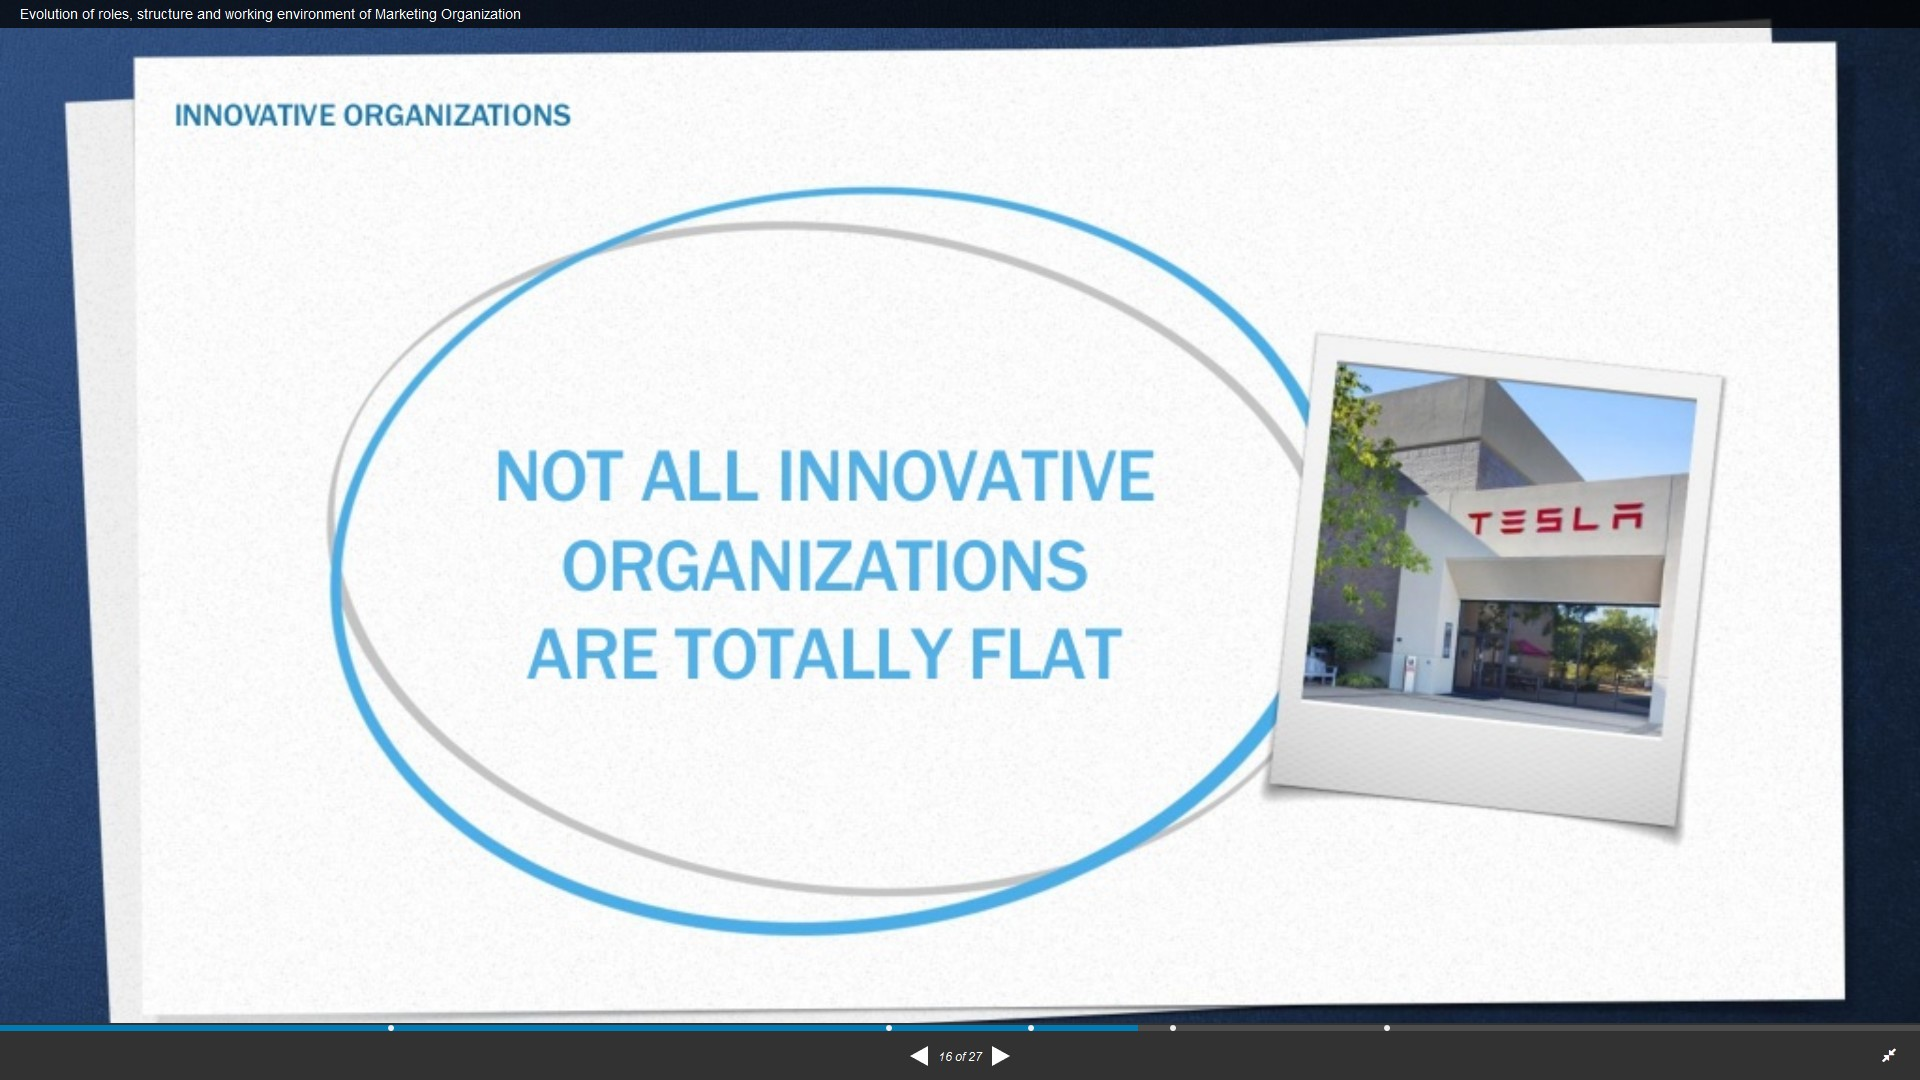 Evolution of roles, structure and working environment of Marketing Organization
INNOVATIVE ORGANIZATIONS
NOT ALL INNOVATIVE
ORGANIZATIONS
ARE TOTALLY FLAT
TESLA
16 of 27